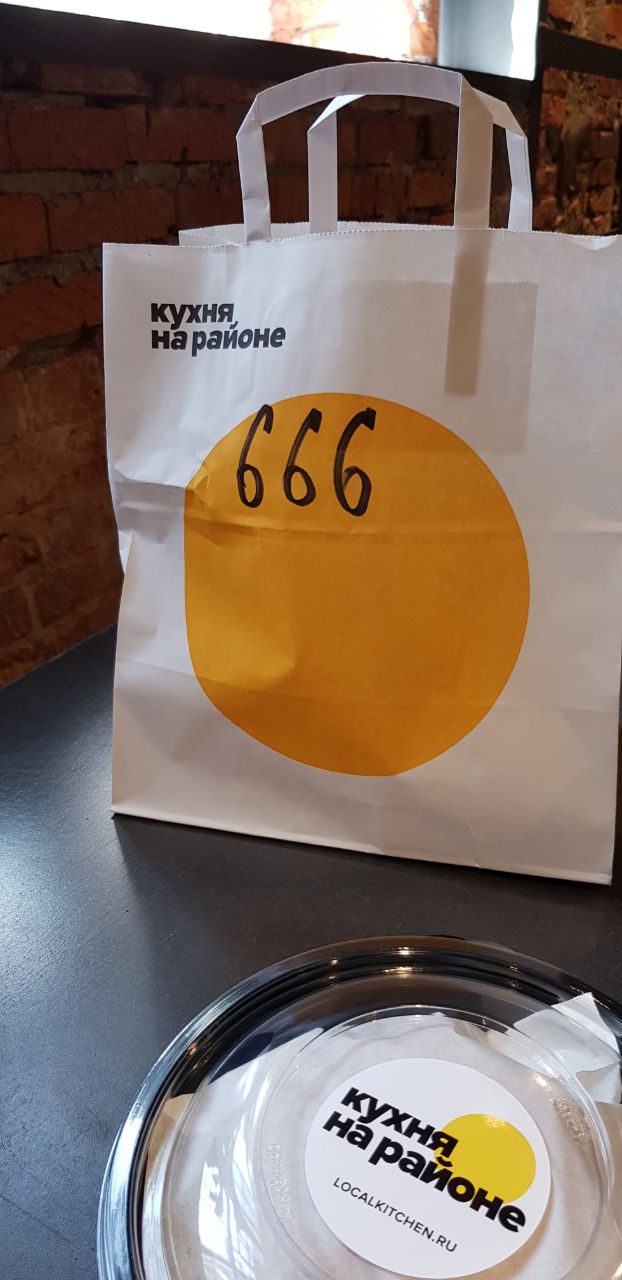 кухня
на районе
666
кухня
на районе
LOCALKITCHEN.RU